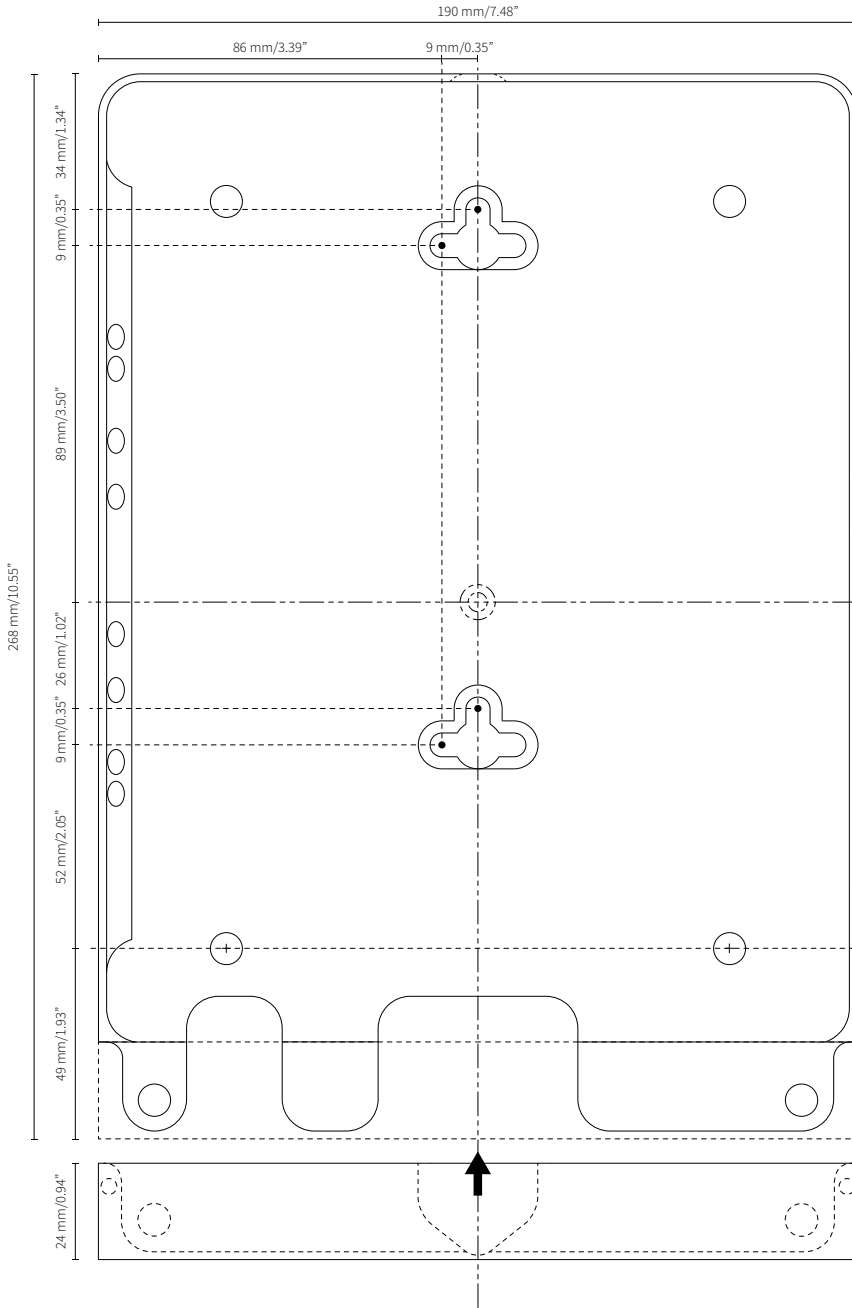 190 mm/7.48”
86 mm/3.39”
9 mm/0.35”
34 mm/1.34”
9 mm/0.35”
89 mm/3.50”
268 mm/10.55”
26 mm/1.02”
9 mm/0.35”
52 mm/2.05”
49 mm/1.93”
24 mm/0.94”